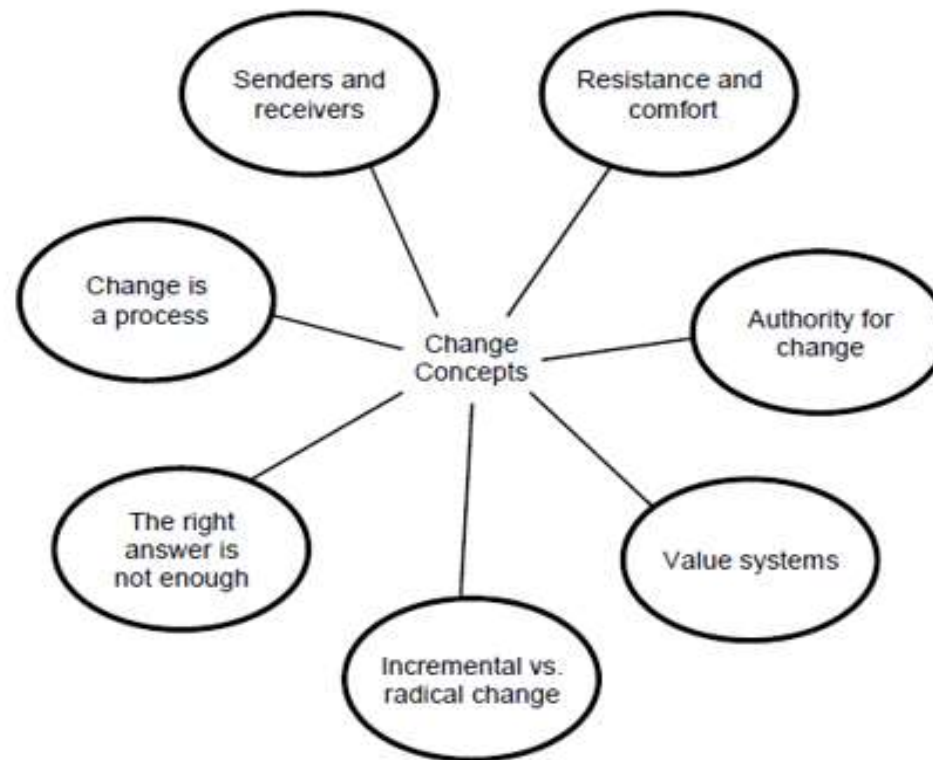 Senders and
receivers
Resistance and
comfort
Change is
a process
Authority for
change
Change
Concepts
The right
answer is
not enough
Value systems
Incremental vs.
radical change